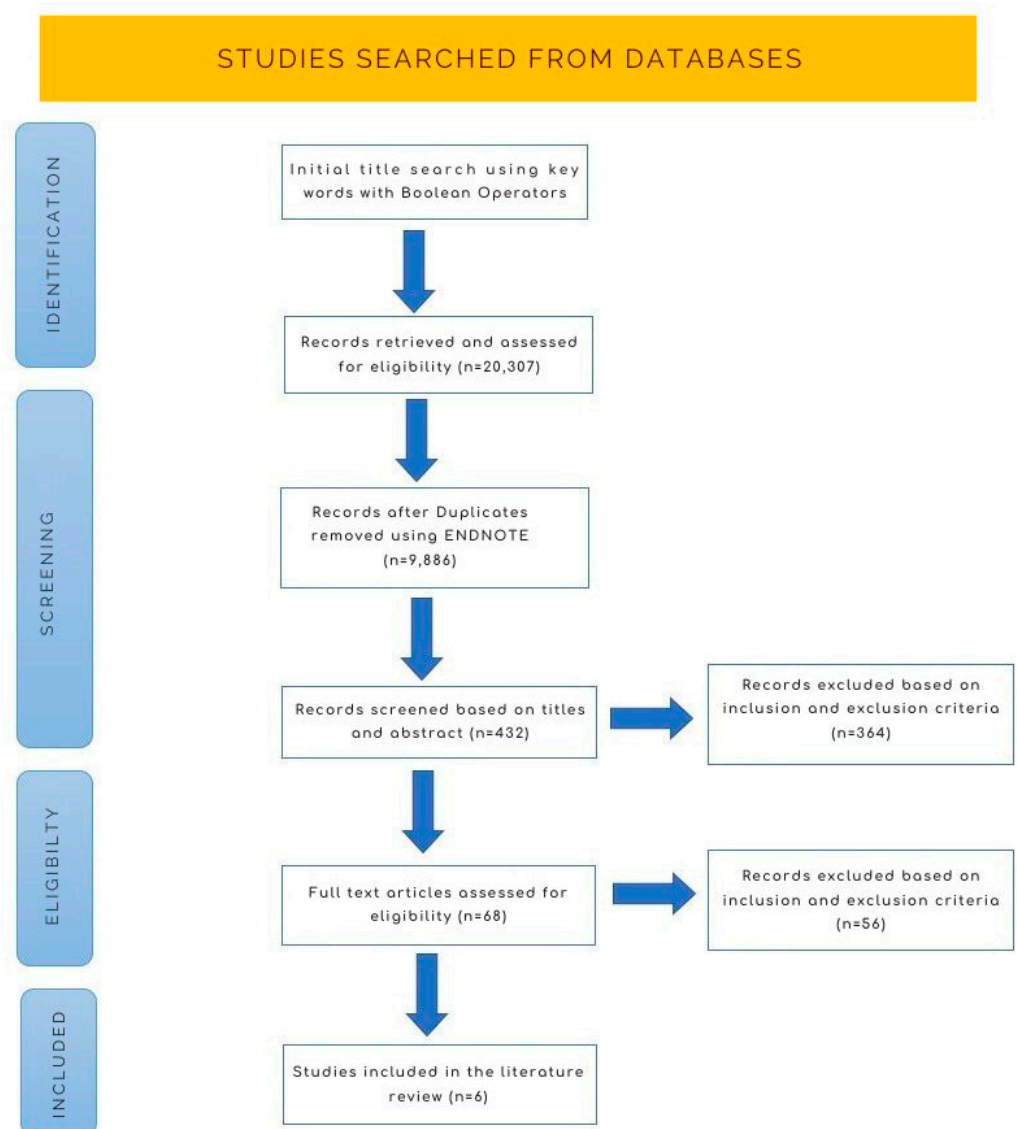 STUDIES SEARCHED FROM DATABASES
IDENTIFICATION
Initial title search using key
words with Boolean Operators
Records retrieved and assessed
for eligibility (n=20,307)
SCREENING
Records after Duplicates
removed using ENDNOTE
(n=9,886)
Records screened based on titles
and abstract (n=432)
Records excluded based on
inclusion and exclusion criteria
(n=364)
ELIGIBILTY
Full text articles assessed for
eligibility (n=68)
Records excluded based on
inclusion and exclusion criteria
(n=56)
INCLUDED
Studies included in the literature
review (n=6)